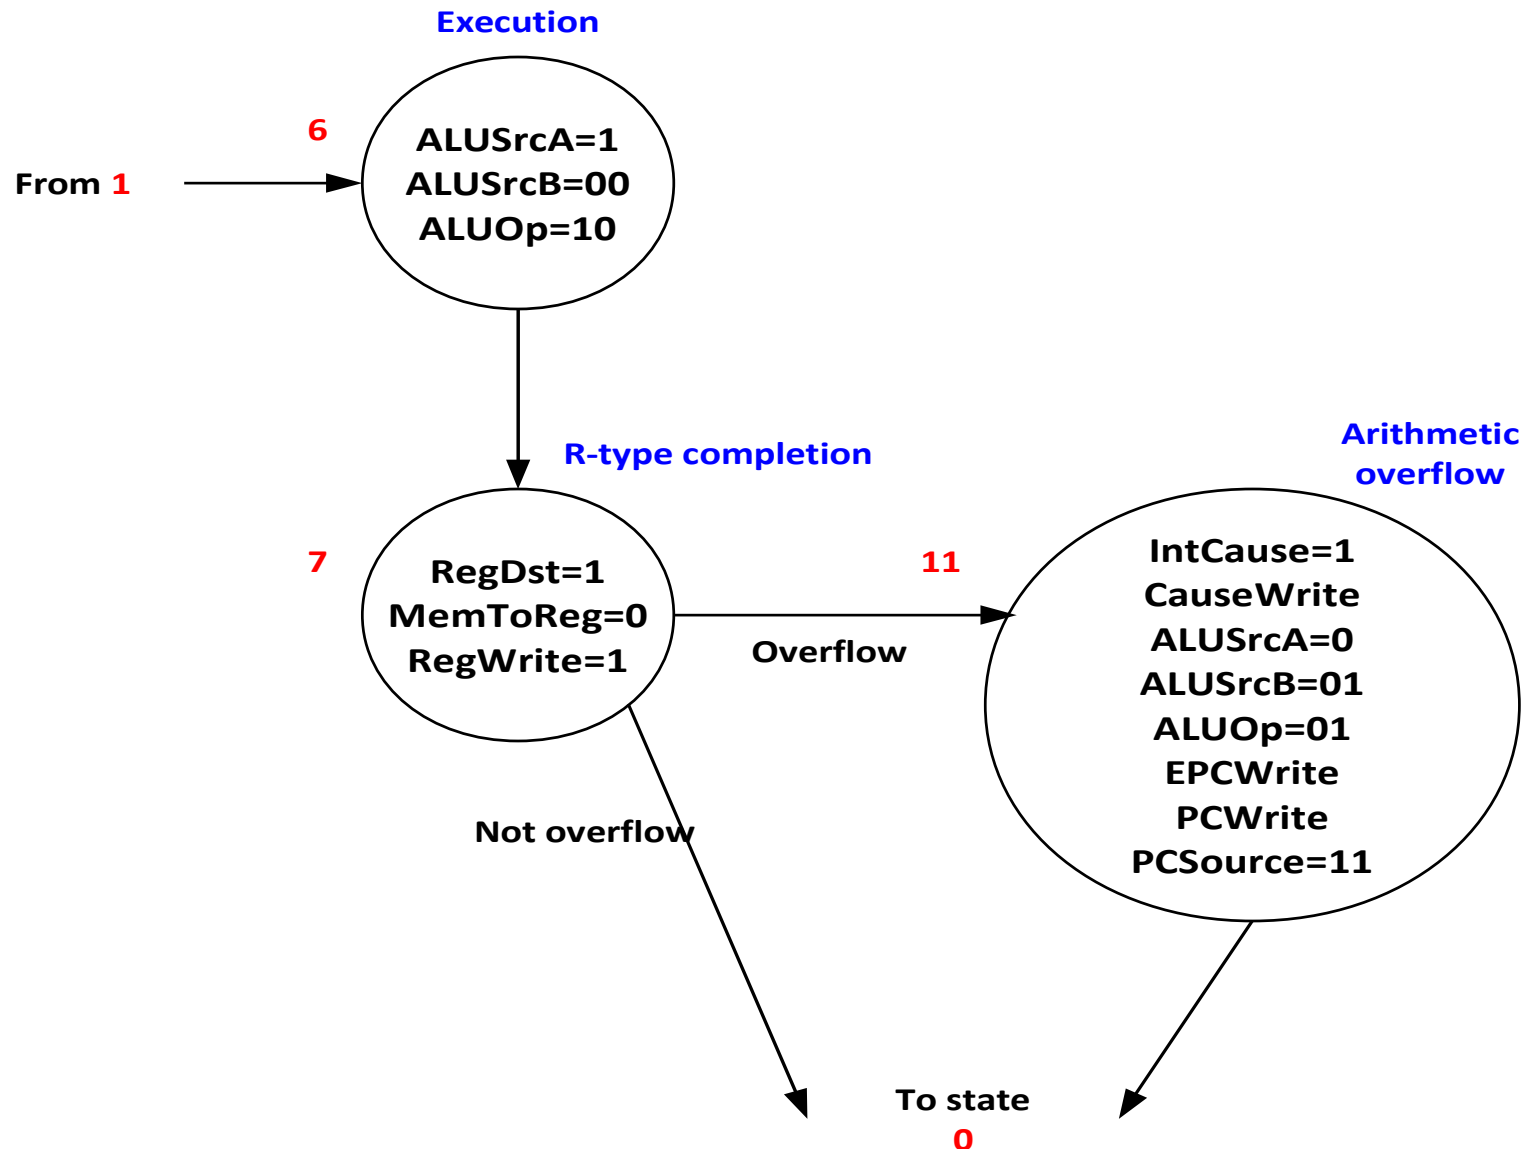 Execution
6
ALUSrcA=1
ALUSrcB=00
ALUOp=10
From 1
R-type completion
Arithmetic
overflow
7
RegDst=1
MemToReg=0
RegWrite=1
11
Overflow
IntCause=1
CauseWrite
ALUSrcA=0
ALUSrcB=01
ALUOp=01
EPCWrite
PCWrite
PCSource=11
Not overflow
To state
0